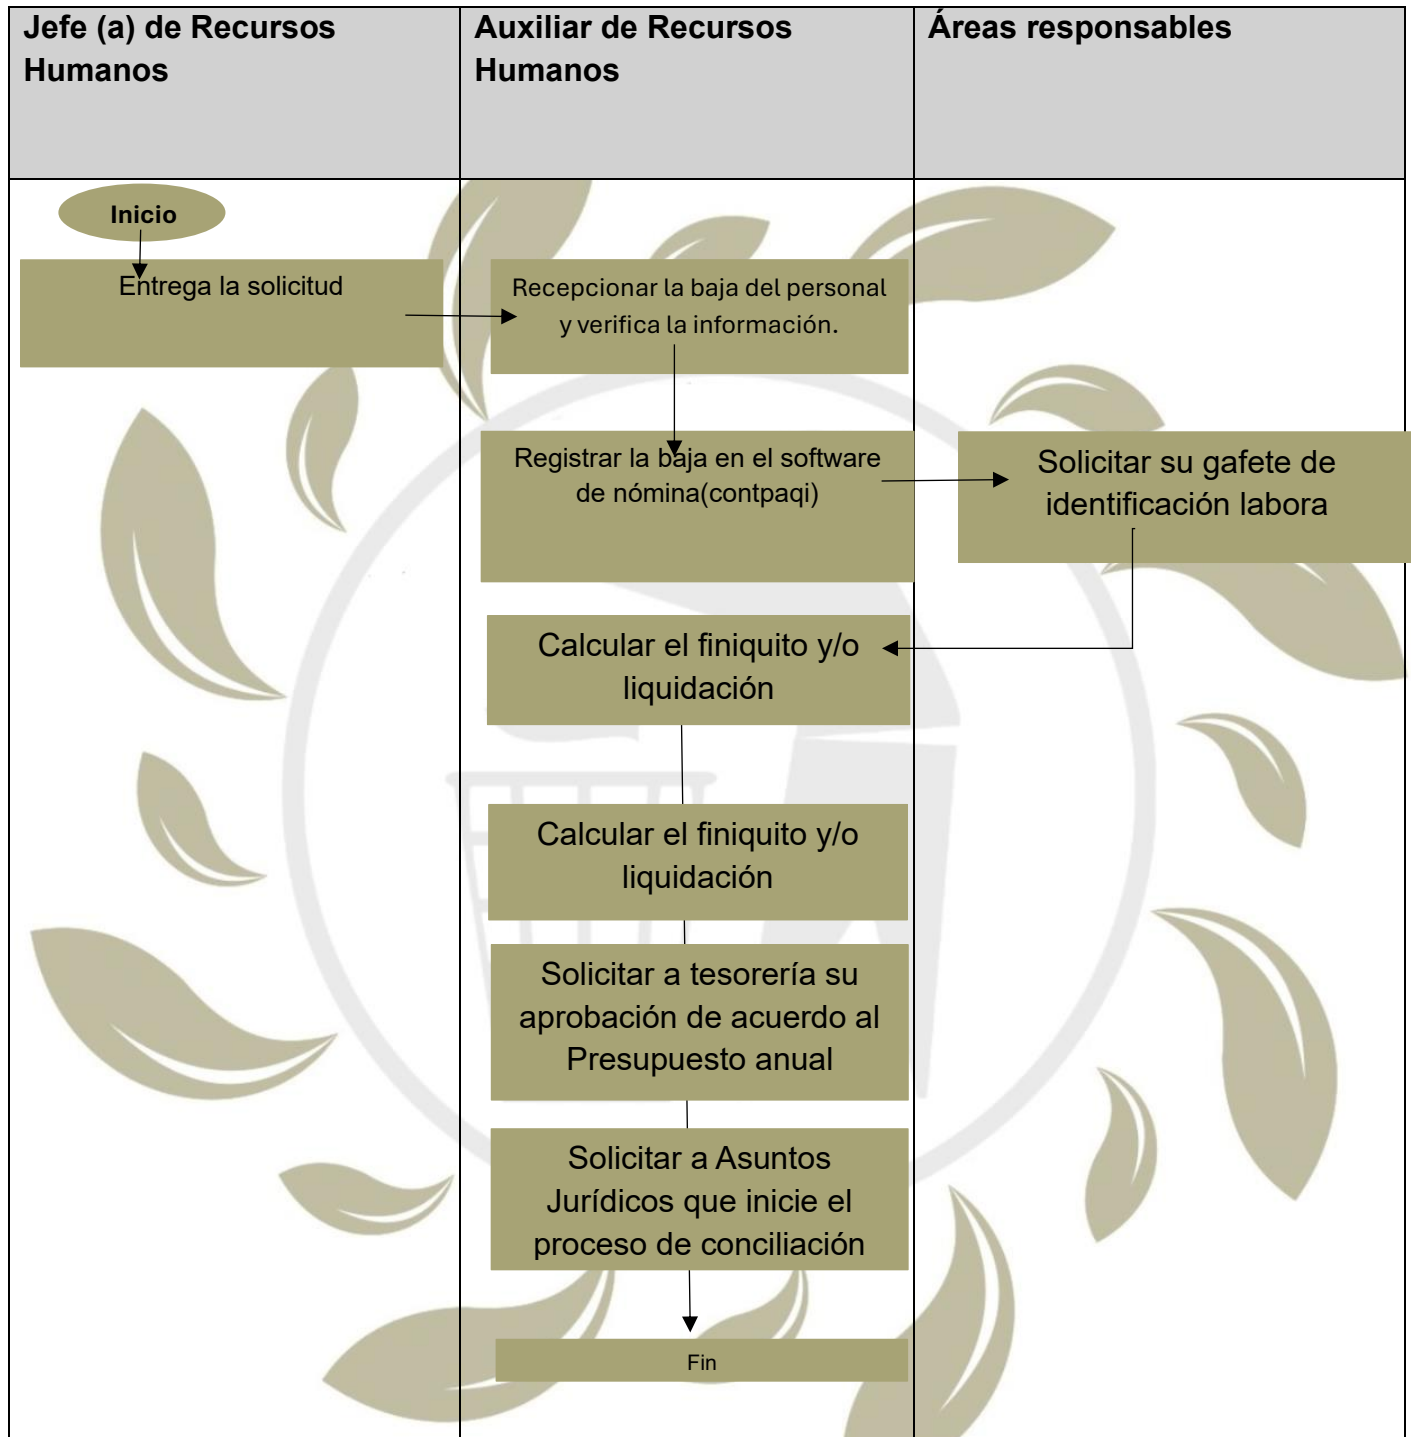 Jefe (a) de Recursos
Humanos
Auxiliar de Recursos
Humanos
Áreas responsables
Inicio
Entrega la solicitud
Recepcionar la baja del personal
y verifica la información.
Registrar la baja en el software
de nómina(contpaqi)
Solicitar su gafete de
identificación labora
Calcular el finiquito y/o
liquidación
Calcular el finiquito y/o
liquidación
Solicitar a tesorería su
aprobación de acuerdo al
Presupuesto anual
Solicitar a Asuntos
Jurídicos que inicie el
proceso de conciliación
Fin